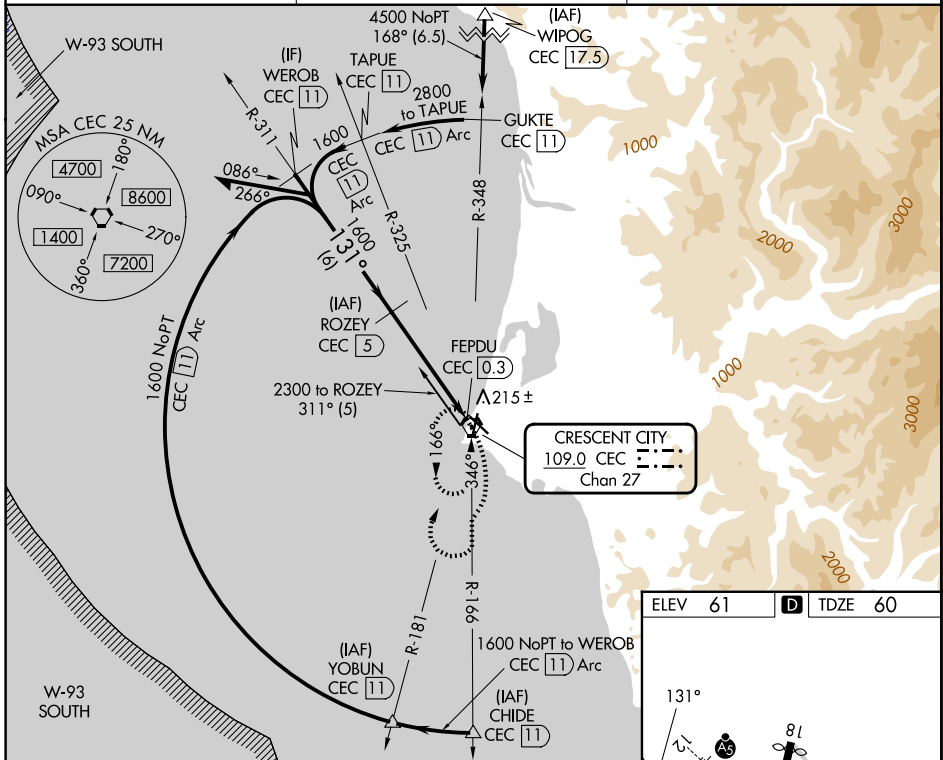 W-93 SOUTH
MSA CEC 25 NM
4700
180°
090°
8600
1400
270°
360°
7200
4500 NoPT
168° (6.5)
(IAF)
WIPOG
CEC 17.5
(IF)
WEROB
CEC 11
TAPUE
CEC 11
2800
to TAPUE
CEC 11 Arc
GUKTE
CEC 11
R-311
1600
CEC
11
Arc
086°
266°
R-325
R-348
131°
1600
(6)
1600 NoPT
CEC 11 Arc
(IAF)
ROZEY
CEC 5
FEPDU
CEC 0.3
215 ±
2300 to ROZEY
311° (5)
166°
346°
CRESCENT CITY
109.0 CEC
Chan 27
R-181
R-166
1600 NoPT to WEROB
CEC 11 Arc
(IAF)
YOBUN
CEC 11
(IAF)
CHIDE
CEC 11
W-93
SOUTH
1000
2000
3000
1000
3000
2000
ELEV 61 D TDZE 60
131°
12
A5
18